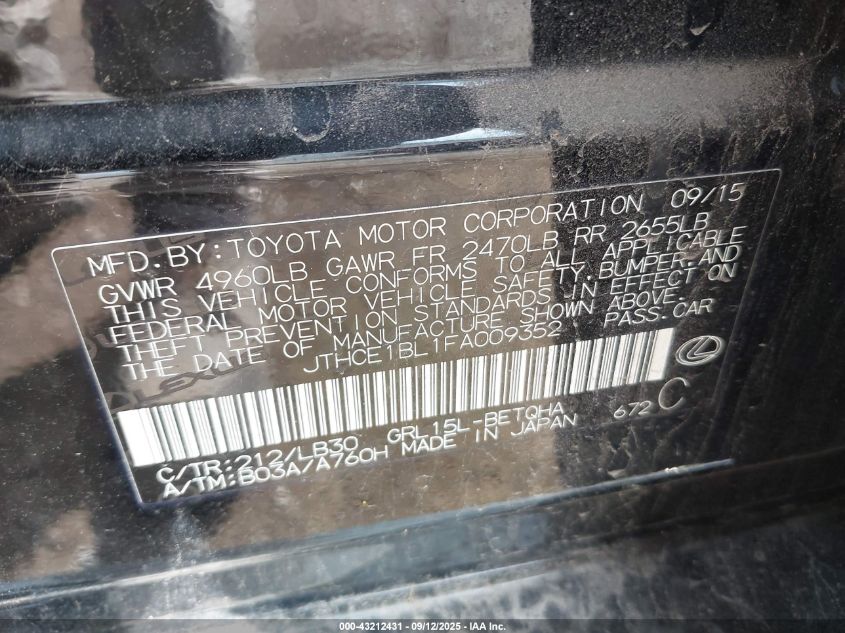 MFD.BY:TOYOTA MOTOR CORPORATION 09/15
GVWR 4960LB GAWR FR 2470LB RR 2655LB
THIS VEHICLE CONFORMS TO ALL APPLICABLE
FEDERAL MOTOR VEHICLE SAFETY,BUMPER,AND
THEFT PREVENTION STANDARDS IN EFFECT ON
THE DATE OF MANUFACTURE SHOWN ABOVE.
JTHCE1BL1FA009352 PASS.CAR
C/TR:212/LB30 GRL15L-BETQHA 672 C
A/TM:B03A/A760H MADE IN JAPAN
000-43212431 - 09/12/2025 - IAA Inc.